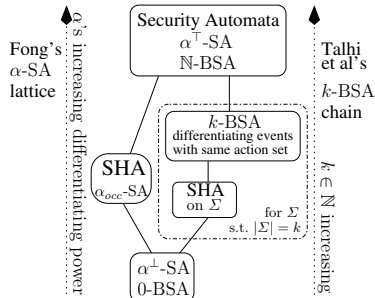 Security Automata
α⊤-SA
ℕ-BSA
Fong's
α-SA
lattice
α's increasing differentiating power
Talhi
et al's
k-BSA
chain
k ∈ ℕ increasing
k-BSA
differentiating events
with same action set
SHA
αocc-SA
SHA
on Σ
for Σ
s.t. |Σ| = k
α⊥-SA
0-BSA